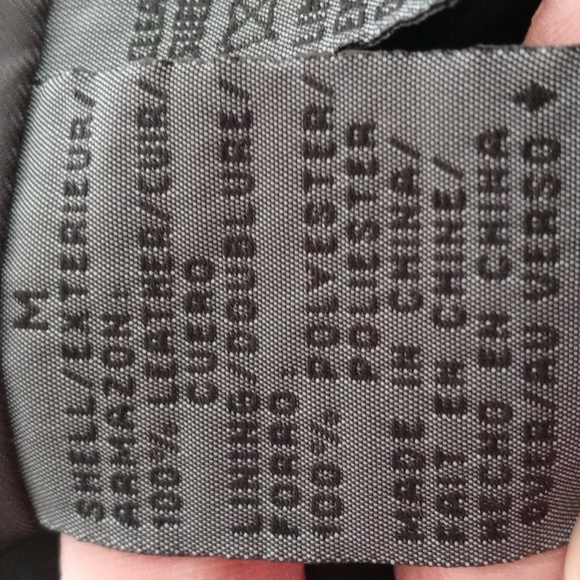 M
SHELL/EXTERIEUR/
ARMAZON:
100% LEATHER/CUIR/
CUERO
LINING/DOUBLURE/
FORRO:
100% POLYESTER/
POLIESTER
MADE IN CHINA/
FAIT EN CHINE/
HECHO EN CHINA
OVER/AU VERSO